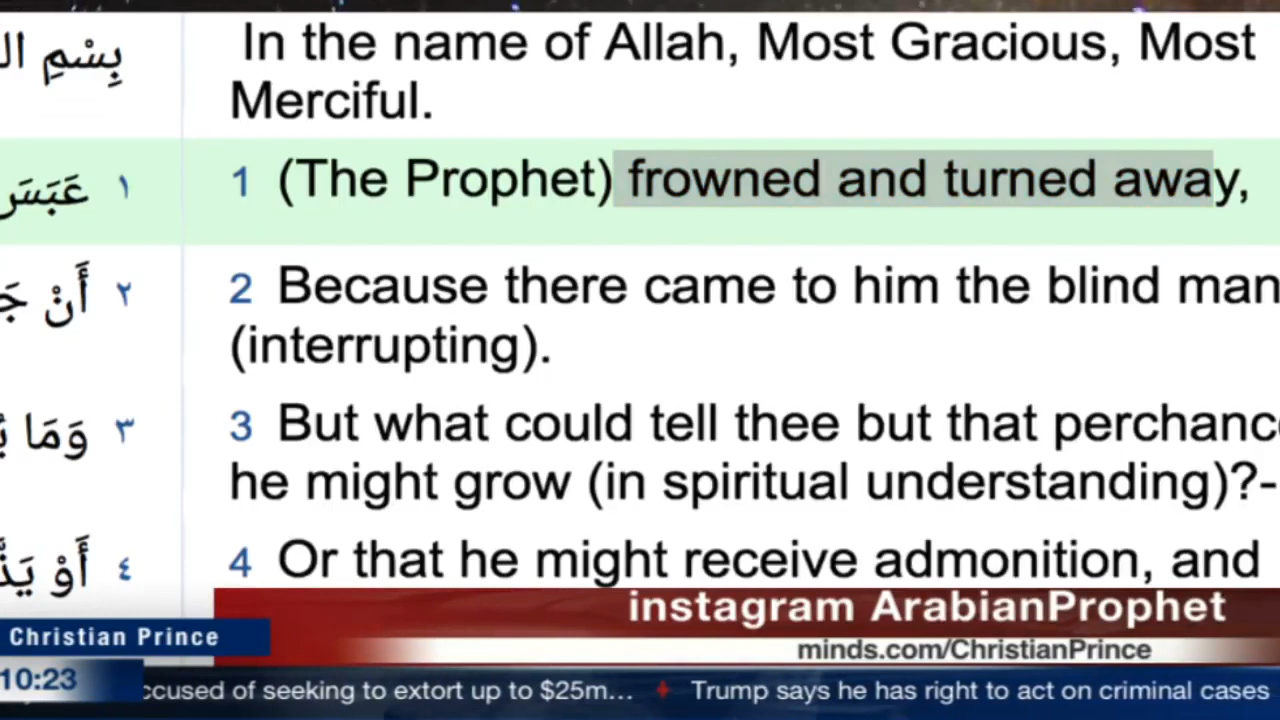 بِسْمِ
In the name of Allah, Most Gracious, Most
Merciful.
١ عَبَسَ
1 (The Prophet) frowned and turned away,
٢ أَنْ
2 Because there came to him the blind man
(interrupting).
٣ وَمَا
3 But what could tell thee but that perchance
he might grow (in spiritual understanding)?-
٤ أَوْ
4 Or that he might receive admonition, and
instagram ArabianProphet
Christian Prince
minds.com/ChristianPrince
10:23
ccused of seeking to extort up to $25m... Trump says he has right to act on criminal cases